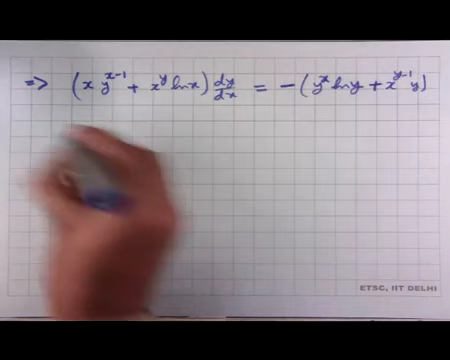 => (x y^{x-1} + x^y ln x) dy/dx = - (y^x ln y + x^{y-1} y)
ETSC, IIT DELHI